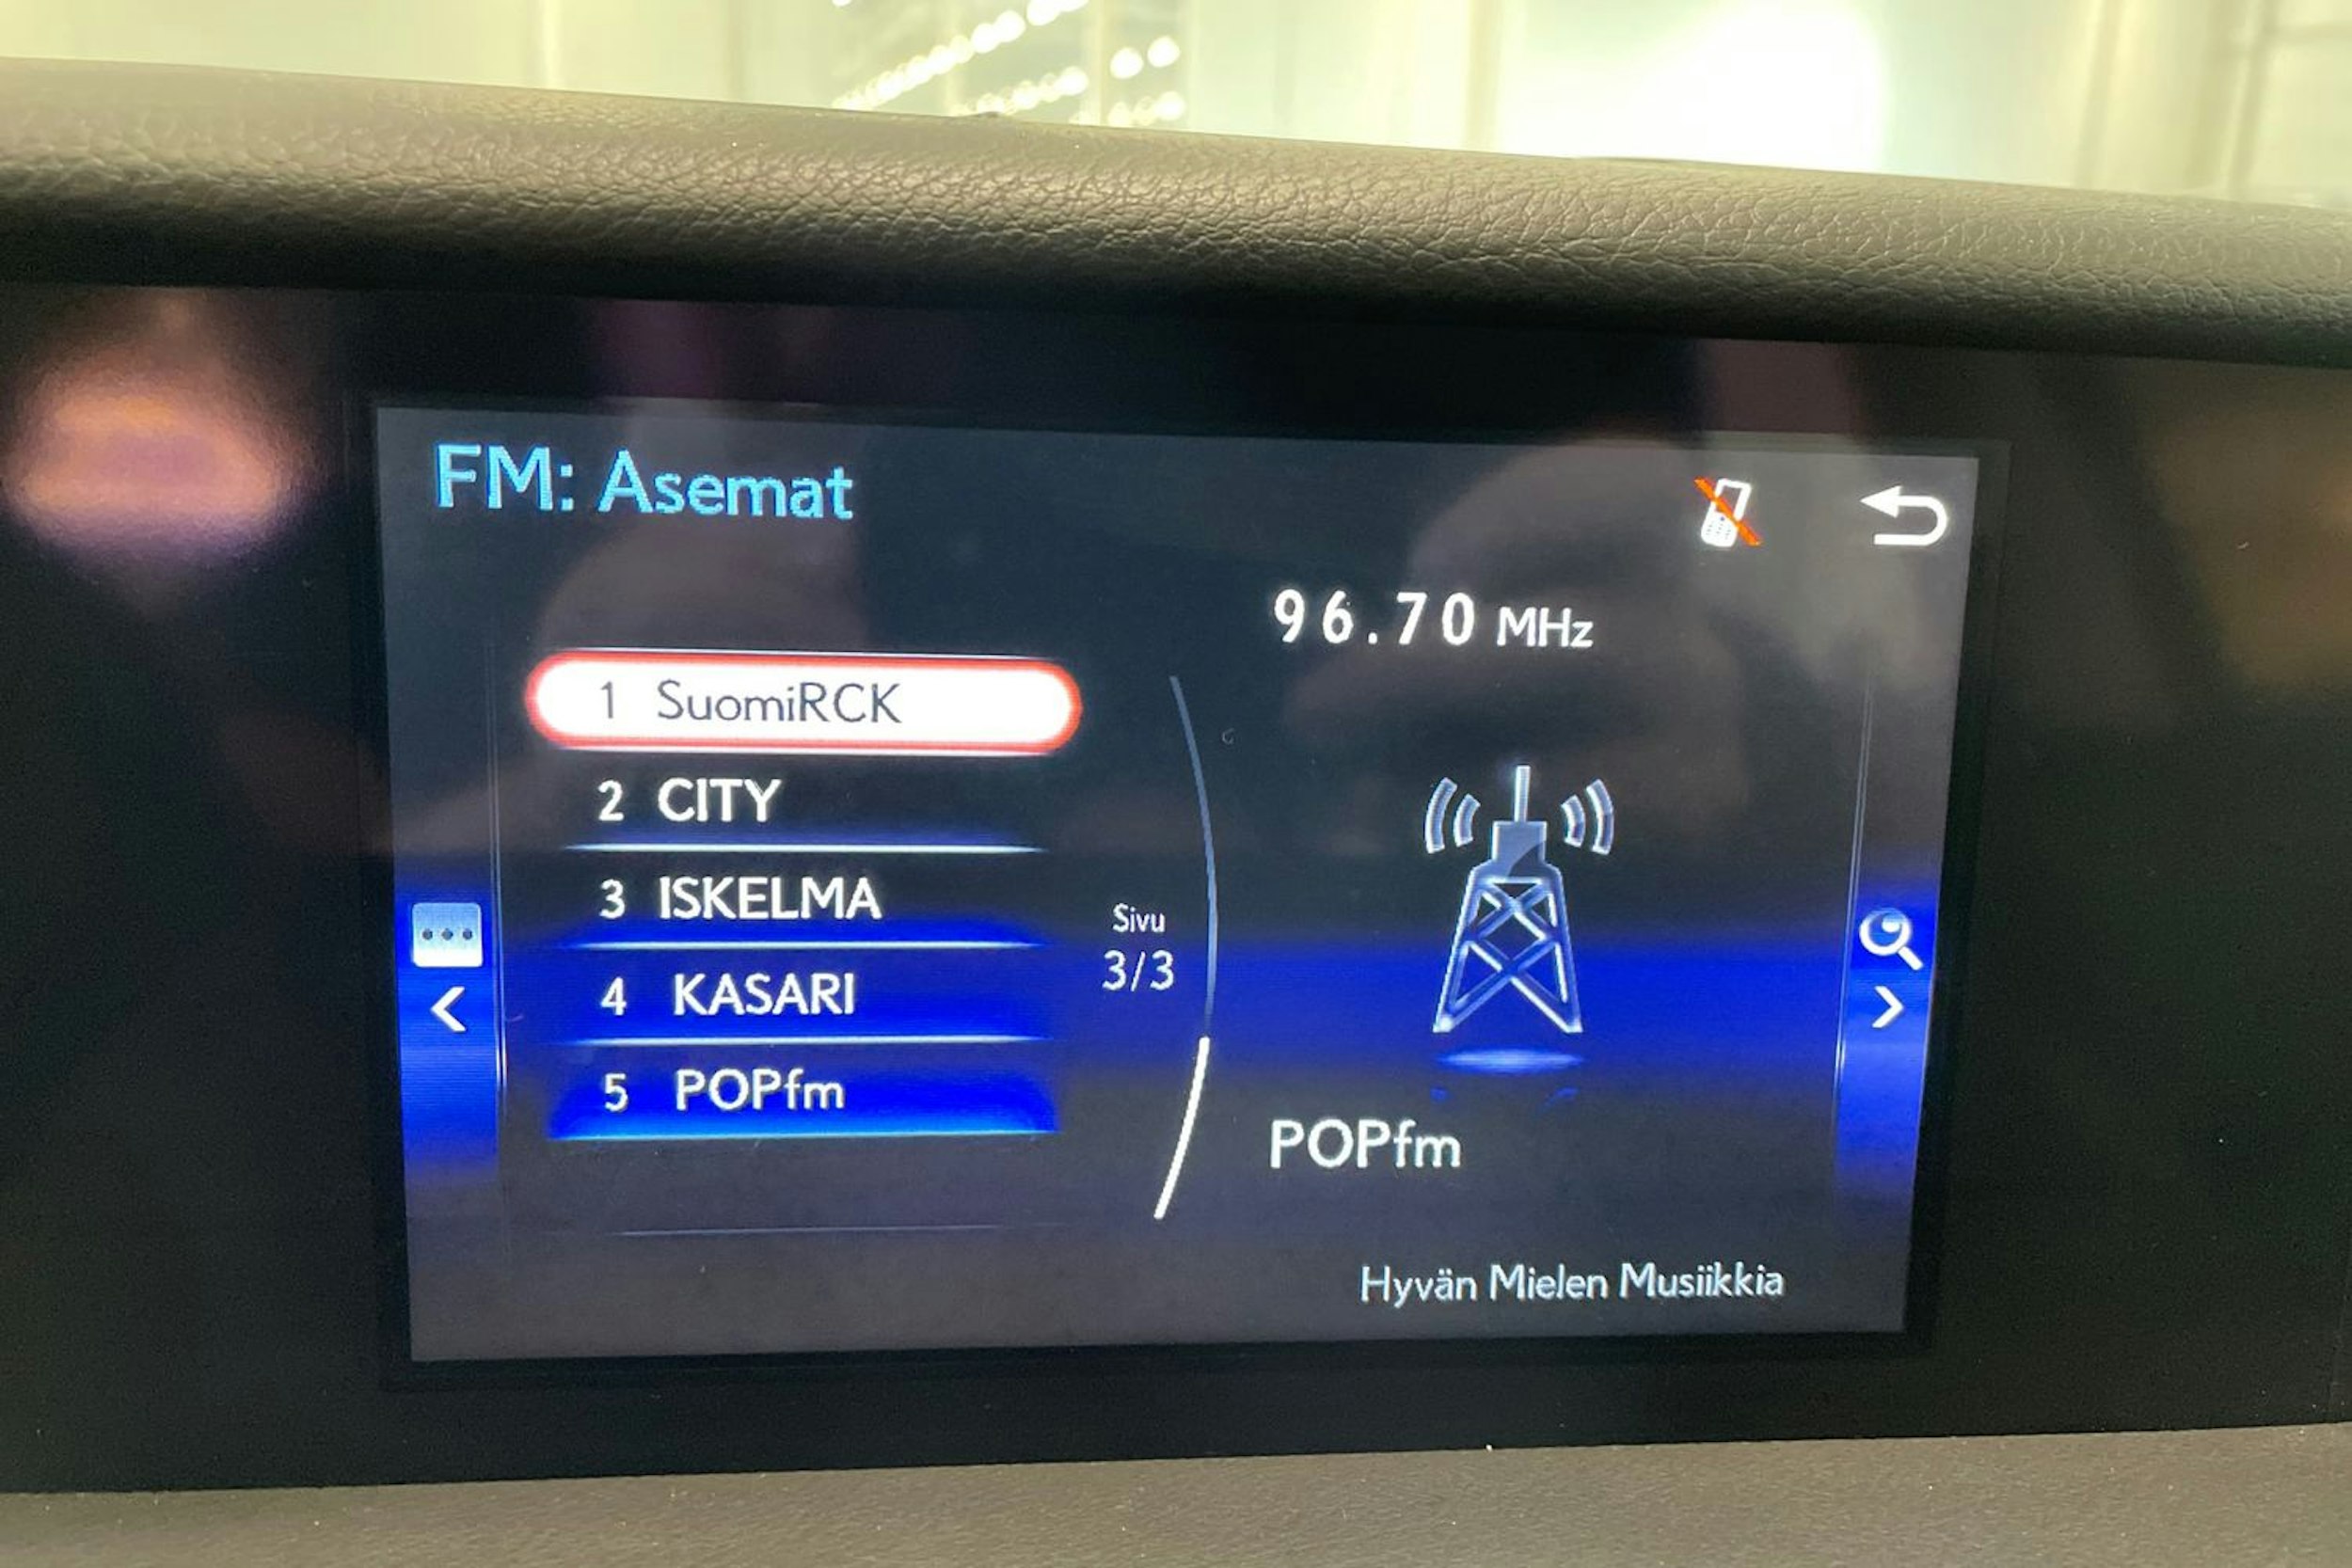 FM: Asemat
96.70 MHz
1 SuomiRCK
2 CITY
3 ISKELMA
4 KASARI
5 POPfm
Sivu
3/3
POPfm
Hyvän Mielen Musiikkia